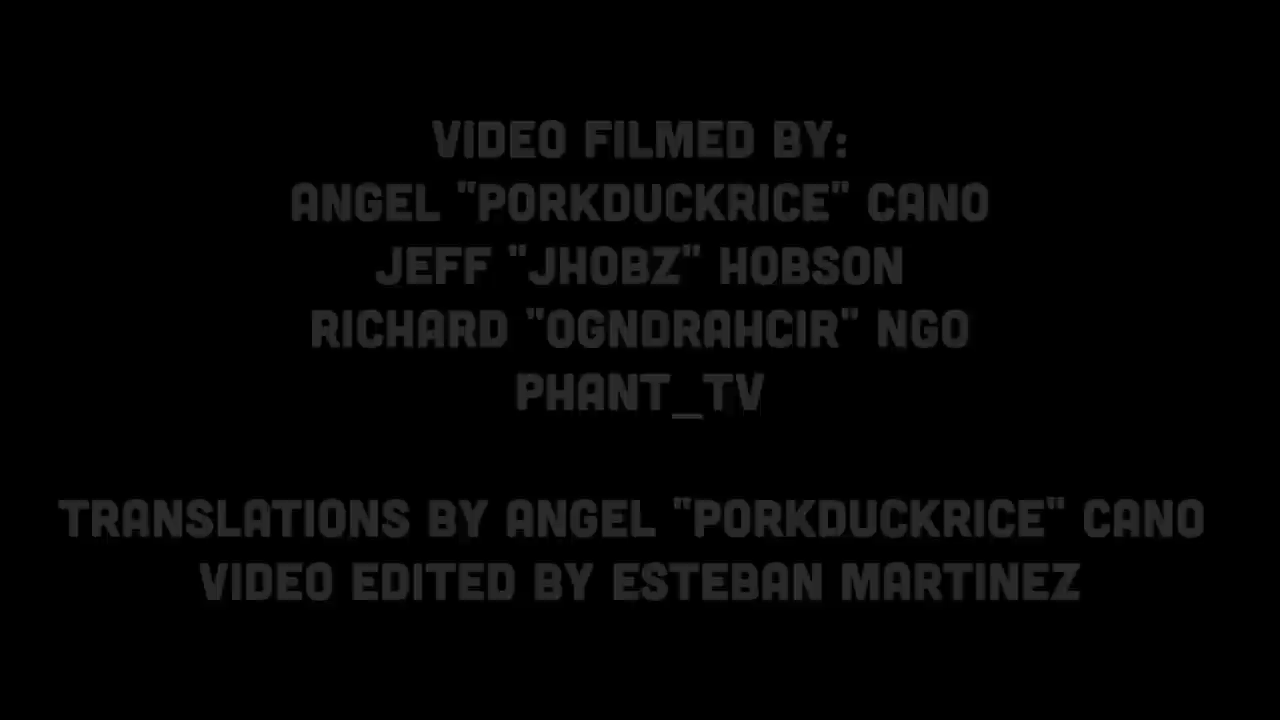 VIDEO FILMED BY:
ANGEL "PORKDUCKRICE" CANO
JEFF "JHOBZ" HOBSON
RICHARD "OGNDRAHCIR" NGO
PHANT_TV
TRANSLATIONS BY ANGEL "PORKDUCKRICE" CANO
VIDEO EDITED BY ESTEBAN MARTINEZ